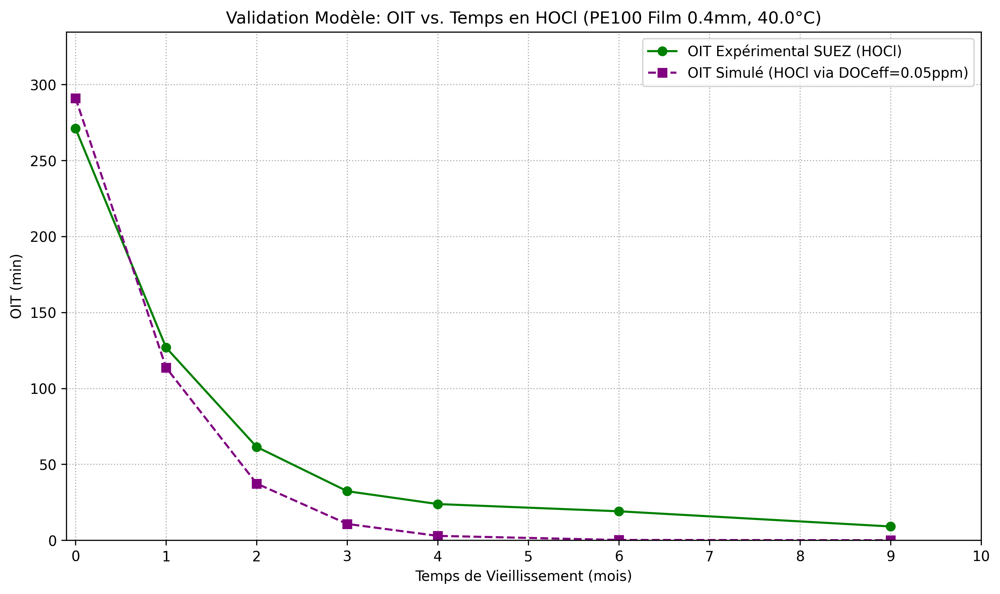 Validation Modèle: OIT vs. Temps en HOCl (PE100 Film 0.4mm, 40.0°C)
OIT Expérimental SUEZ (HOCl)
OIT Simulé (HOCl via DOCeff=0.05ppm)
OIT (min)
300
250
200
150
100
50
0
0 1 2 3 4 5 6 7 8 9 10
Temps de Vieillissement (mois)